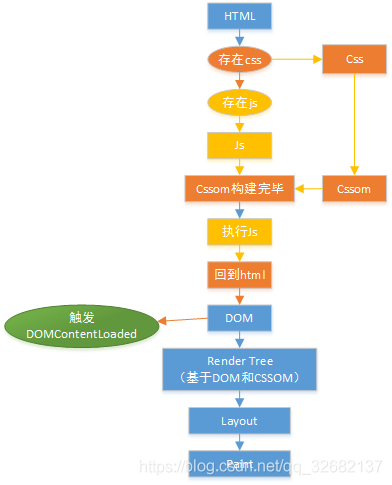 HTML
存在css
Css
存在js
Js
Cssom构建完毕
Cssom
执行Js
回到html
触发
DOMContentLoaded
DOM
Render Tree
（基于DOM和CSSOM）
Layout
Paint
https://blog.csdn.net/qq_32682137